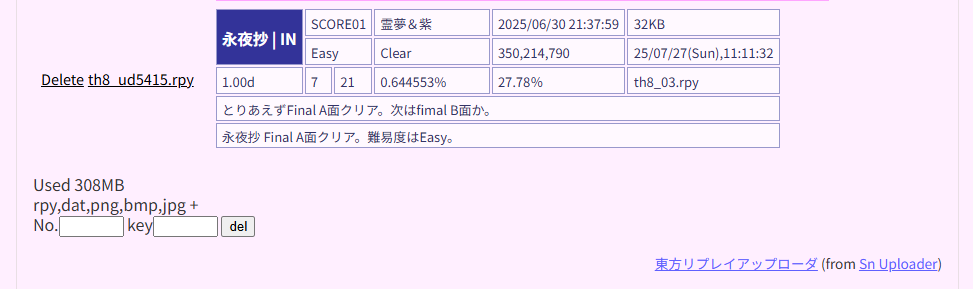 永夜抄 | IN SCORE01 霊夢＆紫 2025/06/30 21:37:59 32KB
Easy Clear 350,214,790 25/07/27(Sun),11:11:32
Delete th8_ud5415.rpy 1.00d 7 21 0.644553% 27.78% th8_03.rpy
とりあえずFinal A面クリア。次はfimal B面か。
永夜抄 Final A面クリア。難易度はEasy。
Used 308MB
rpy,dat,png,bmp,jpg +
No. key del
東方リプレイアップローダ (from Sn Uploader)